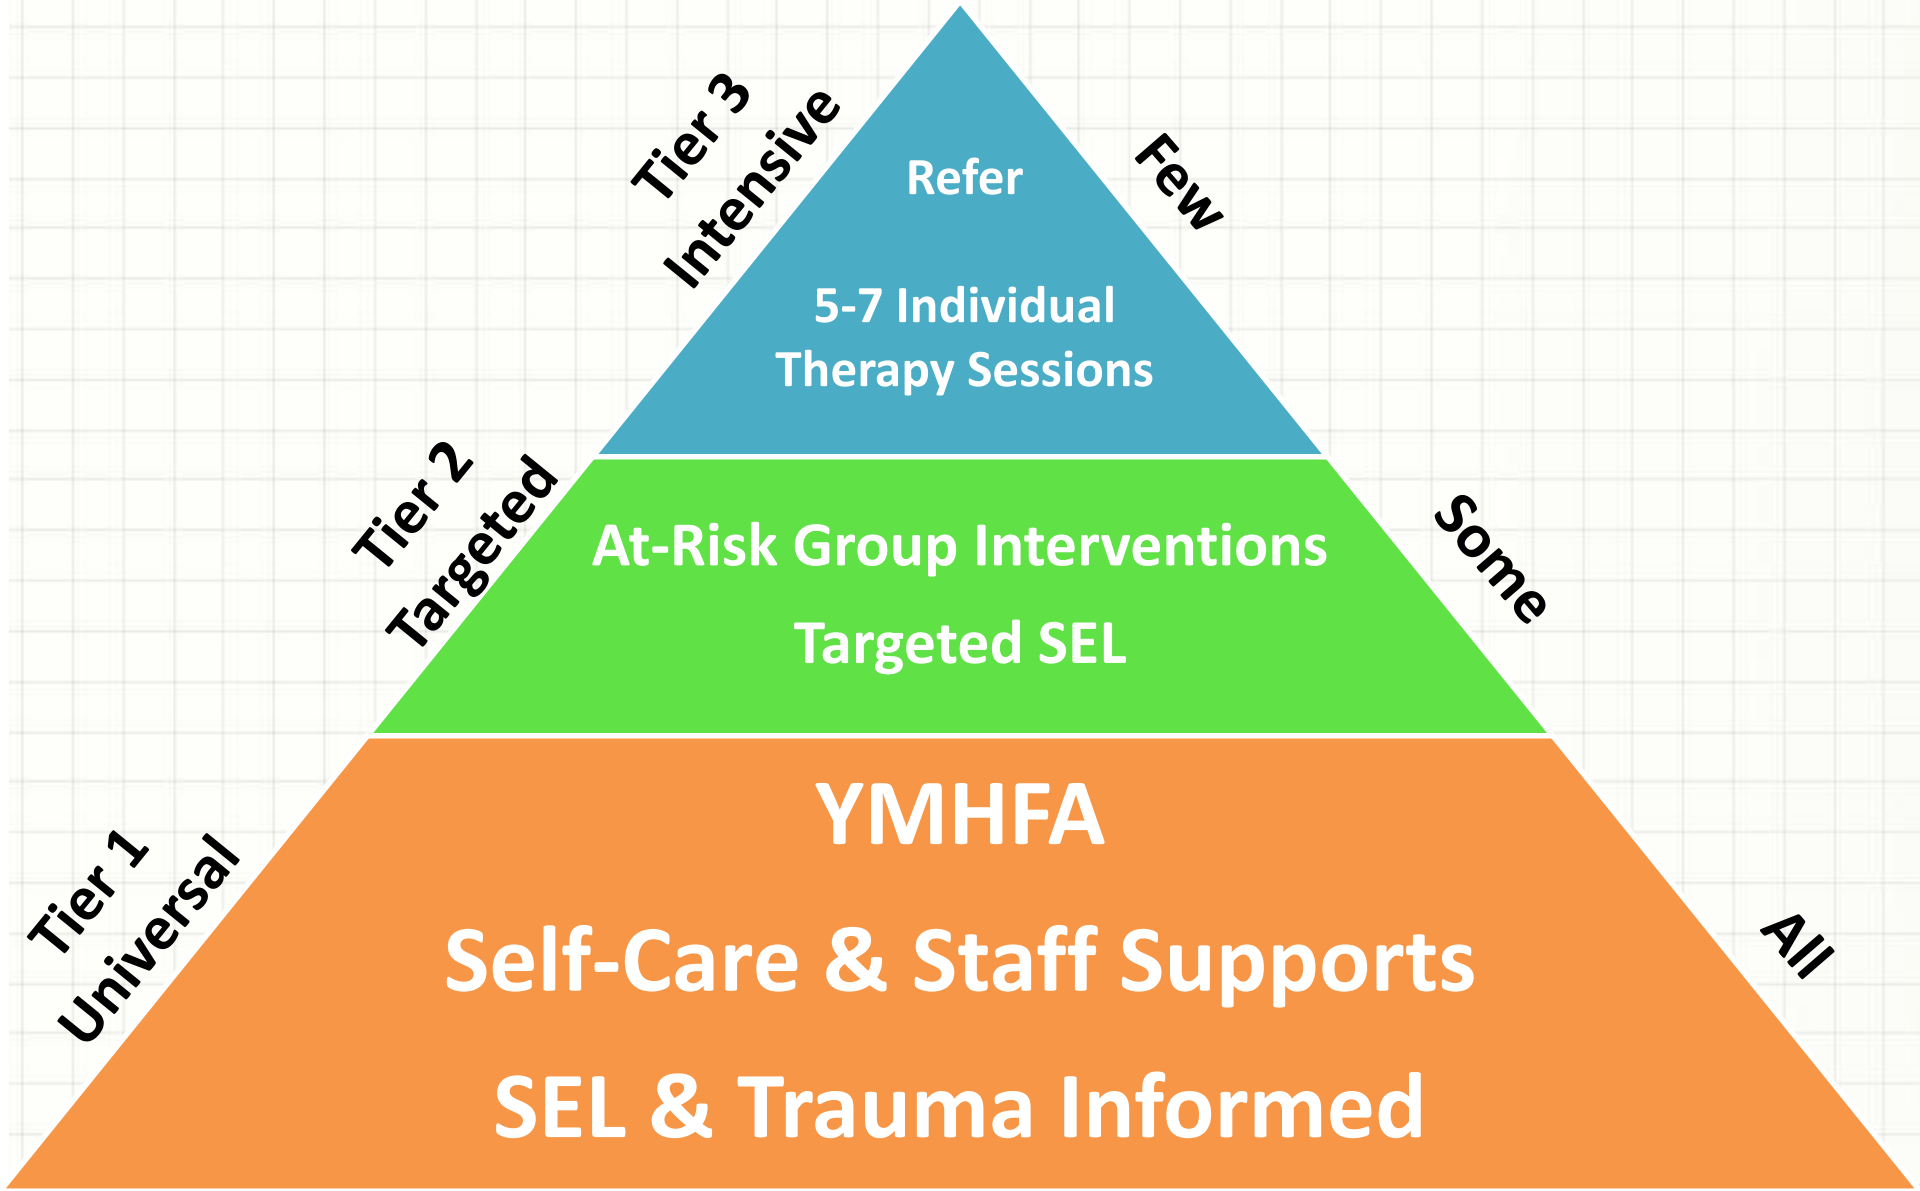 Tier 3
Intensive
Few
Refer
5-7 Individual
Therapy Sessions
Tier 2
Targeted
Some
At-Risk Group Interventions
Targeted SEL
Tier 1
Universal
All
YMHFA
Self-Care & Staff Supports
SEL & Trauma Informed